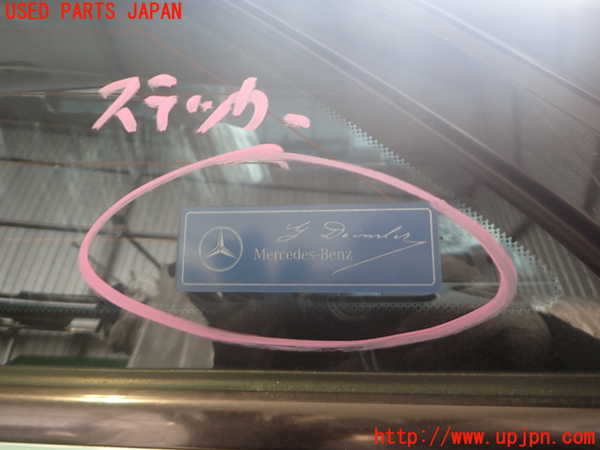 USED PARTS JAPAN
ステッカー
G Daimler
Mercedes-Benz
http://www.upjpn.com/